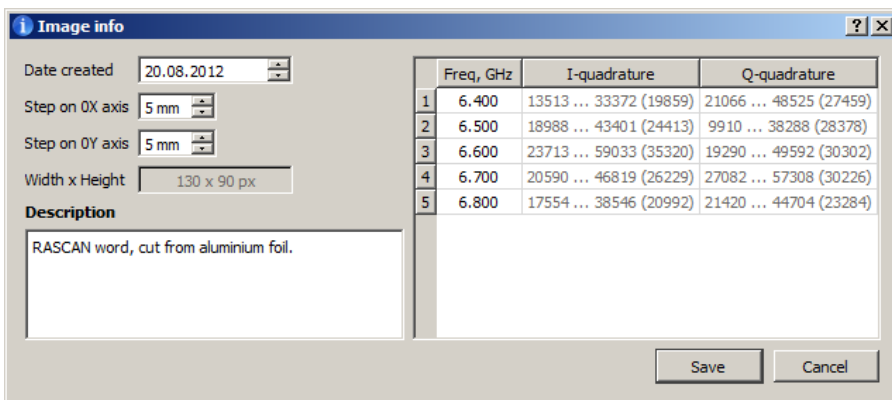 Image info
Date created 20.08.2012
Step on 0X axis 5 mm
Step on 0Y axis 5 mm
Width x Height 130 x 90 px
Description
RASCAN word, cut from aluminium foil.
Freq, GHz I-quadrature Q-quadrature
1 6.400 13513 ... 33372 (19859) 21066 ... 48525 (27459)
2 6.500 18988 ... 43401 (24413) 9910 ... 38288 (28378)
3 6.600 23713 ... 59033 (35320) 19290 ... 49592 (30302)
4 6.700 20590 ... 46819 (26229) 27082 ... 57308 (30226)
5 6.800 17554 ... 38546 (20992) 21420 ... 44704 (23284)
Save Cancel